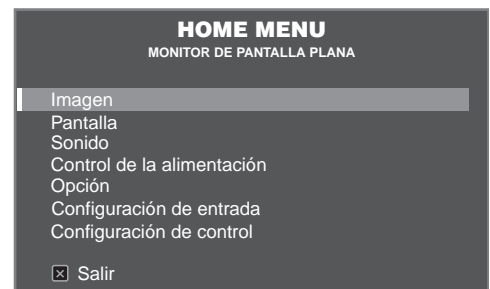 HOME MENU
MONITOR DE PANTALLA PLANA
Imagen
Pantalla
Sonido
Control de la alimentación
Opción
Configuración de entrada
Configuración de control
Salir